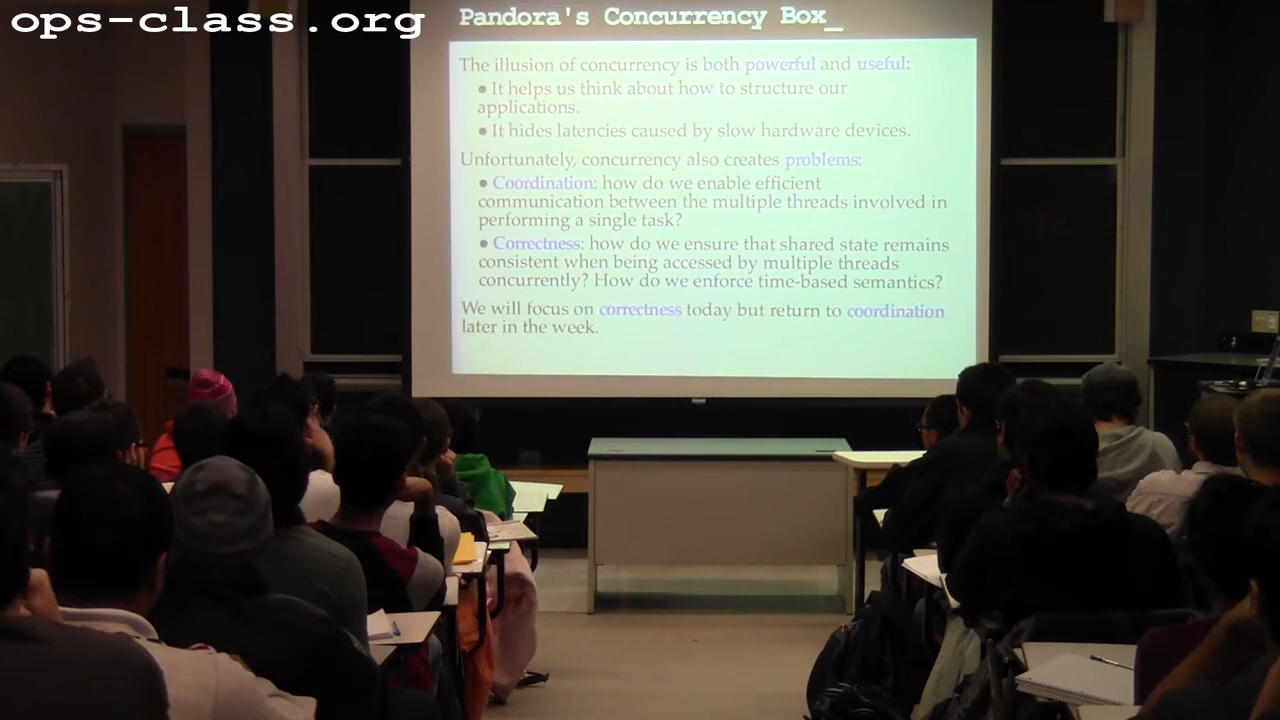 ops-class.org
Pandora's Concurrency Box_
The illusion of concurrency is both powerful and useful:
● It helps us think about how to structure our
applications.
● It hides latencies caused by slow hardware devices.
Unfortunately, concurrency also creates problems:
● Coordination: how do we enable efficient
communication between the multiple threads involved in
performing a single task?
● Correctness: how do we ensure that shared state remains
consistent when being accessed by multiple threads
concurrently? How do we enforce time-based semantics?
We will focus on correctness today but return to coordination
later in the week.